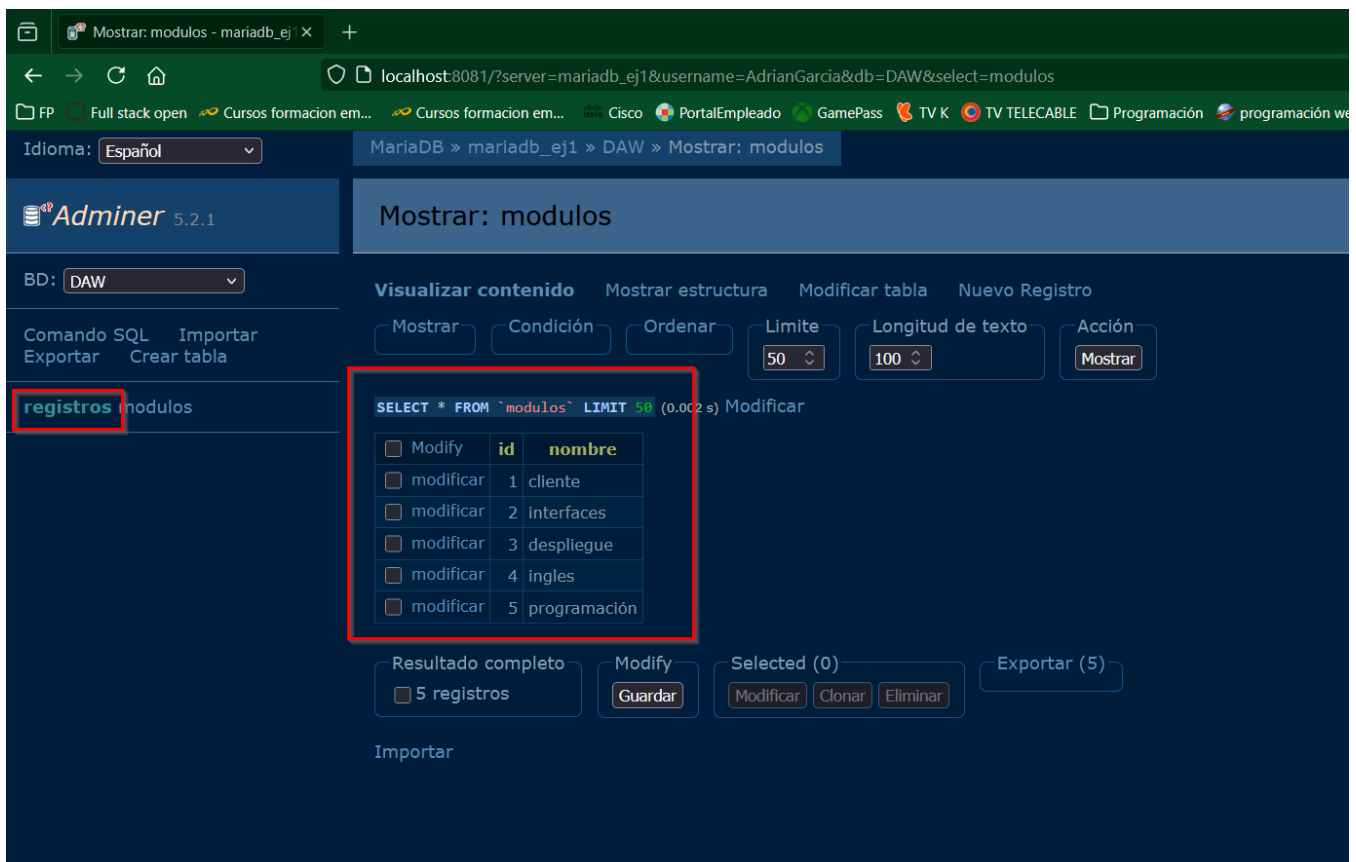 Mostrar: modulos - mariadb_ej1
localhost:8081/?server=mariadb_ej1&username=AdrianGarcia&db=DAW&select=modulos
FP Full stack open Cursos formacion em... Cursos formacion em... Cisco PortalEmpleado GamePass TV K TV TELECABLE Programación programación we
Idioma: Español
MariaDB » mariadb_ej1 » DAW » Mostrar: modulos
Adminer 5.2.1
Mostrar: modulos
BD: DAW
Comando SQL Importar
Exportar Crear tabla
registros modulos
Visualizar contenido Mostrar estructura Modificar tabla Nuevo Registro
Mostrar Condición Ordenar Limite Longitud de texto Acción
50 100 Mostrar
SELECT * FROM `modulos` LIMIT 50 (0.002 s) Modificar
Modify id nombre
modificar 1 cliente
modificar 2 interfaces
modificar 3 despliegue
modificar 4 ingles
modificar 5 programación
Resultado completo Modify Selected (0) Exportar (5)
5 registros Guardar Modificar Clonar Eliminar
Importar